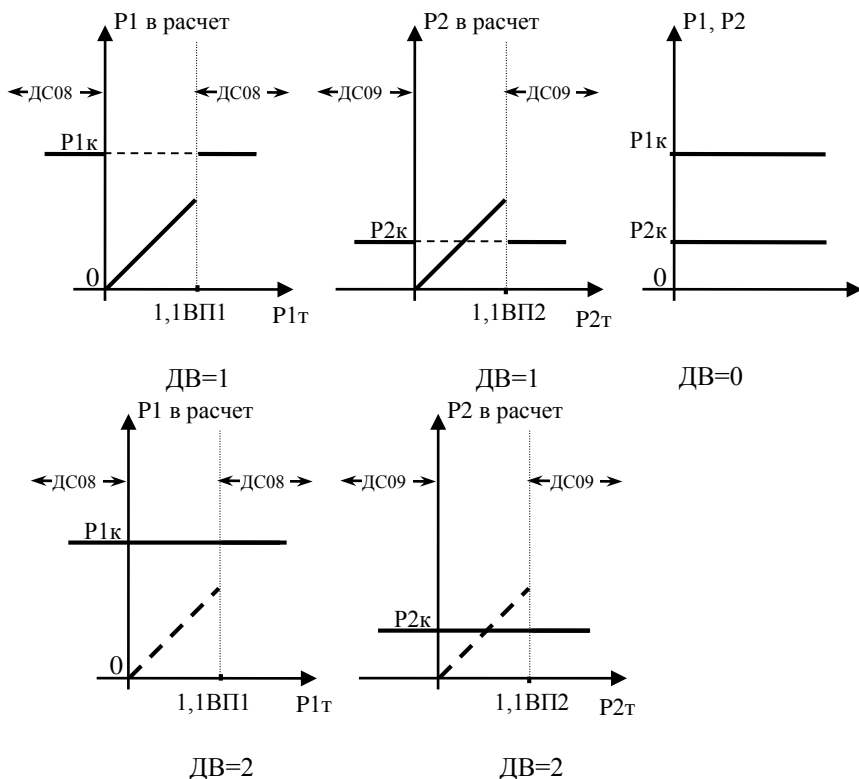 P1 в расчет
P2 в расчет
P1, P2
ДС08
ДС08
ДС09
ДС09
P1к
P1к
P2к
P2к
0
0
1,1ВП1
P1т
1,1ВП2
P2т
ДВ=1
ДВ=1
ДВ=0
P1 в расчет
P2 в расчет
ДС08
ДС08
ДС09
ДС09
P1к
P2к
0
1,1ВП1
P1т
1,1ВП2
P2т
ДВ=2
ДВ=2